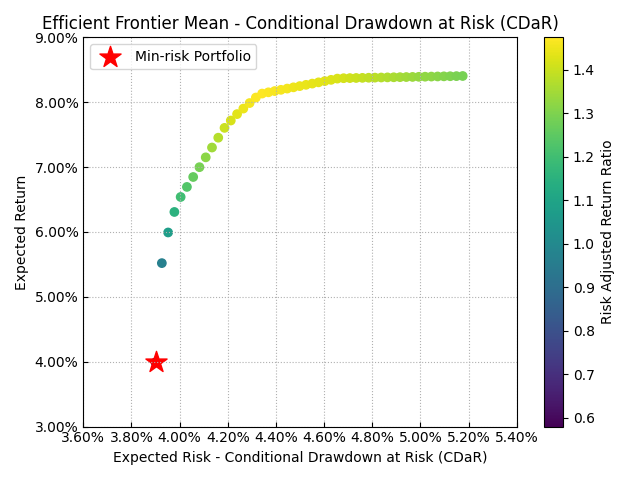 Efficient Frontier Mean - Conditional Drawdown at Risk (CDaR)
Min-risk Portfolio
Expected Return
9.00%
8.00%
7.00%
6.00%
5.00%
4.00%
3.00%
3.60% 3.80% 4.00% 4.20% 4.40% 4.60% 4.80% 5.00% 5.20% 5.40%
Expected Risk - Conditional Drawdown at Risk (CDaR)
1.4
1.3
1.2
1.1
1.0
0.9
0.8
0.7
0.6
Risk Adjusted Return Ratio